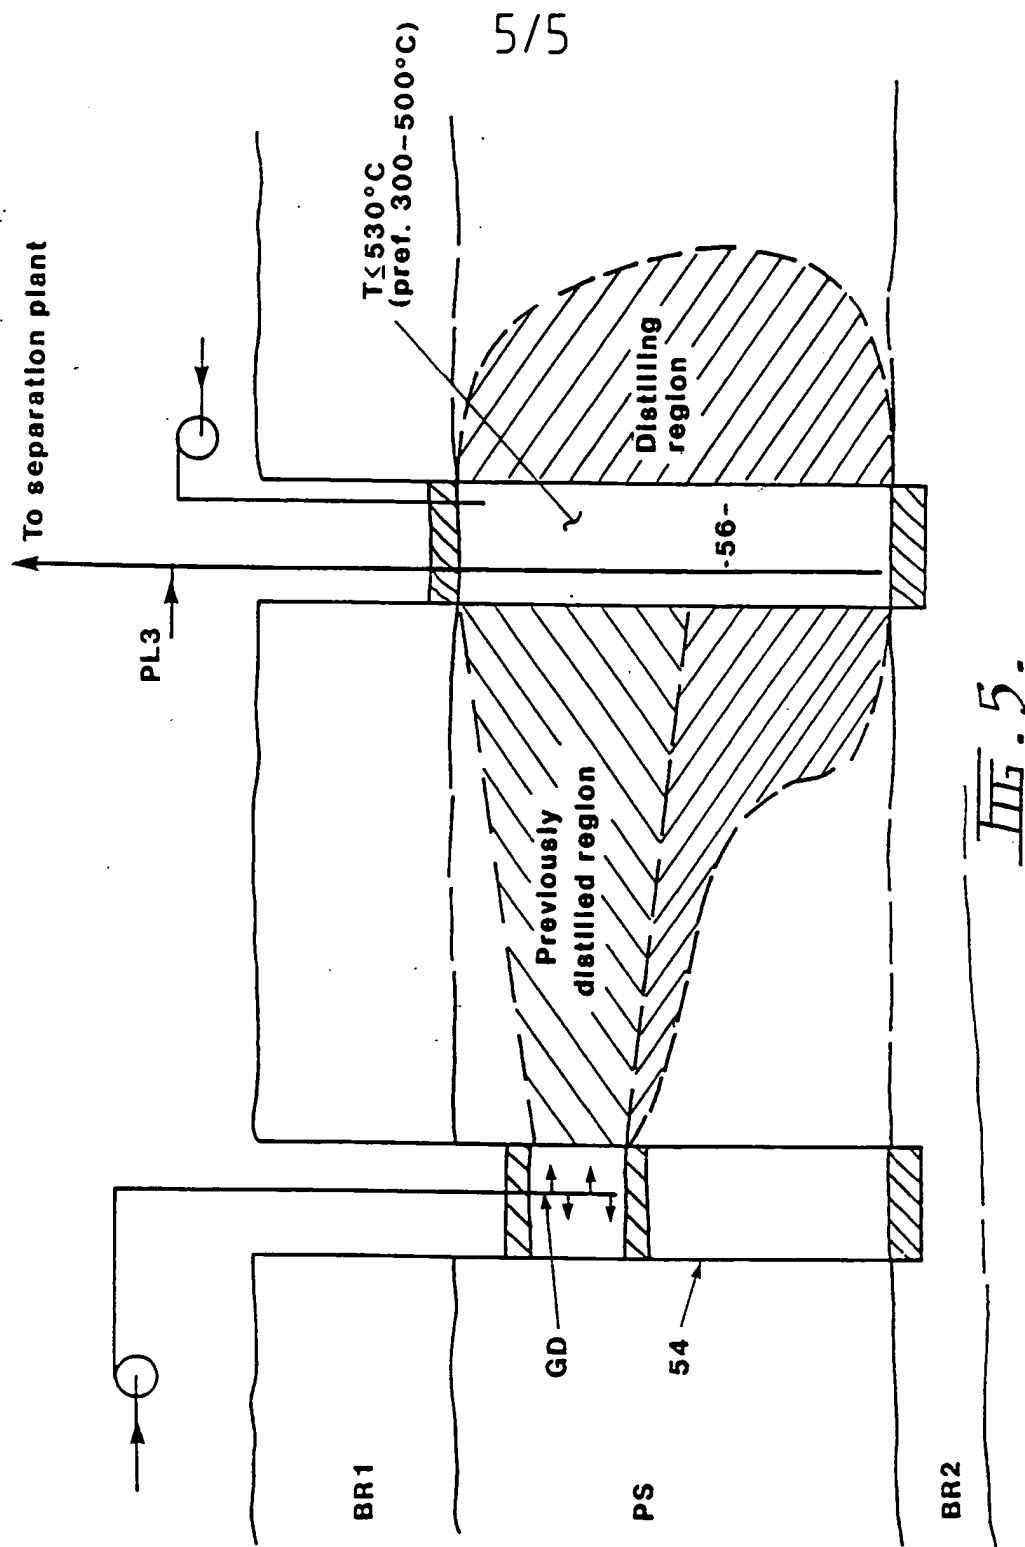 5/5
To separation plant
PL3
T≤530°C
(pref. 300-500°C)
Distilling
region
-56-
Previously
distilled region
GD
54
BR1
PS
BR2
FIG. 5.